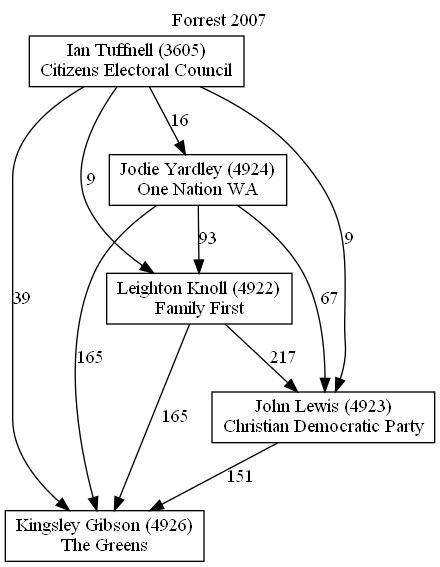 Forrest 2007
Ian Tuffnell (3605)
Citizens Electoral Council
16
Jodie Yardley (4924)
One Nation WA
9
9
93
Leighton Knoll (4922)
Family First
39
67
165
165
217
John Lewis (4923)
Christian Democratic Party
151
Kingsley Gibson (4926)
The Greens